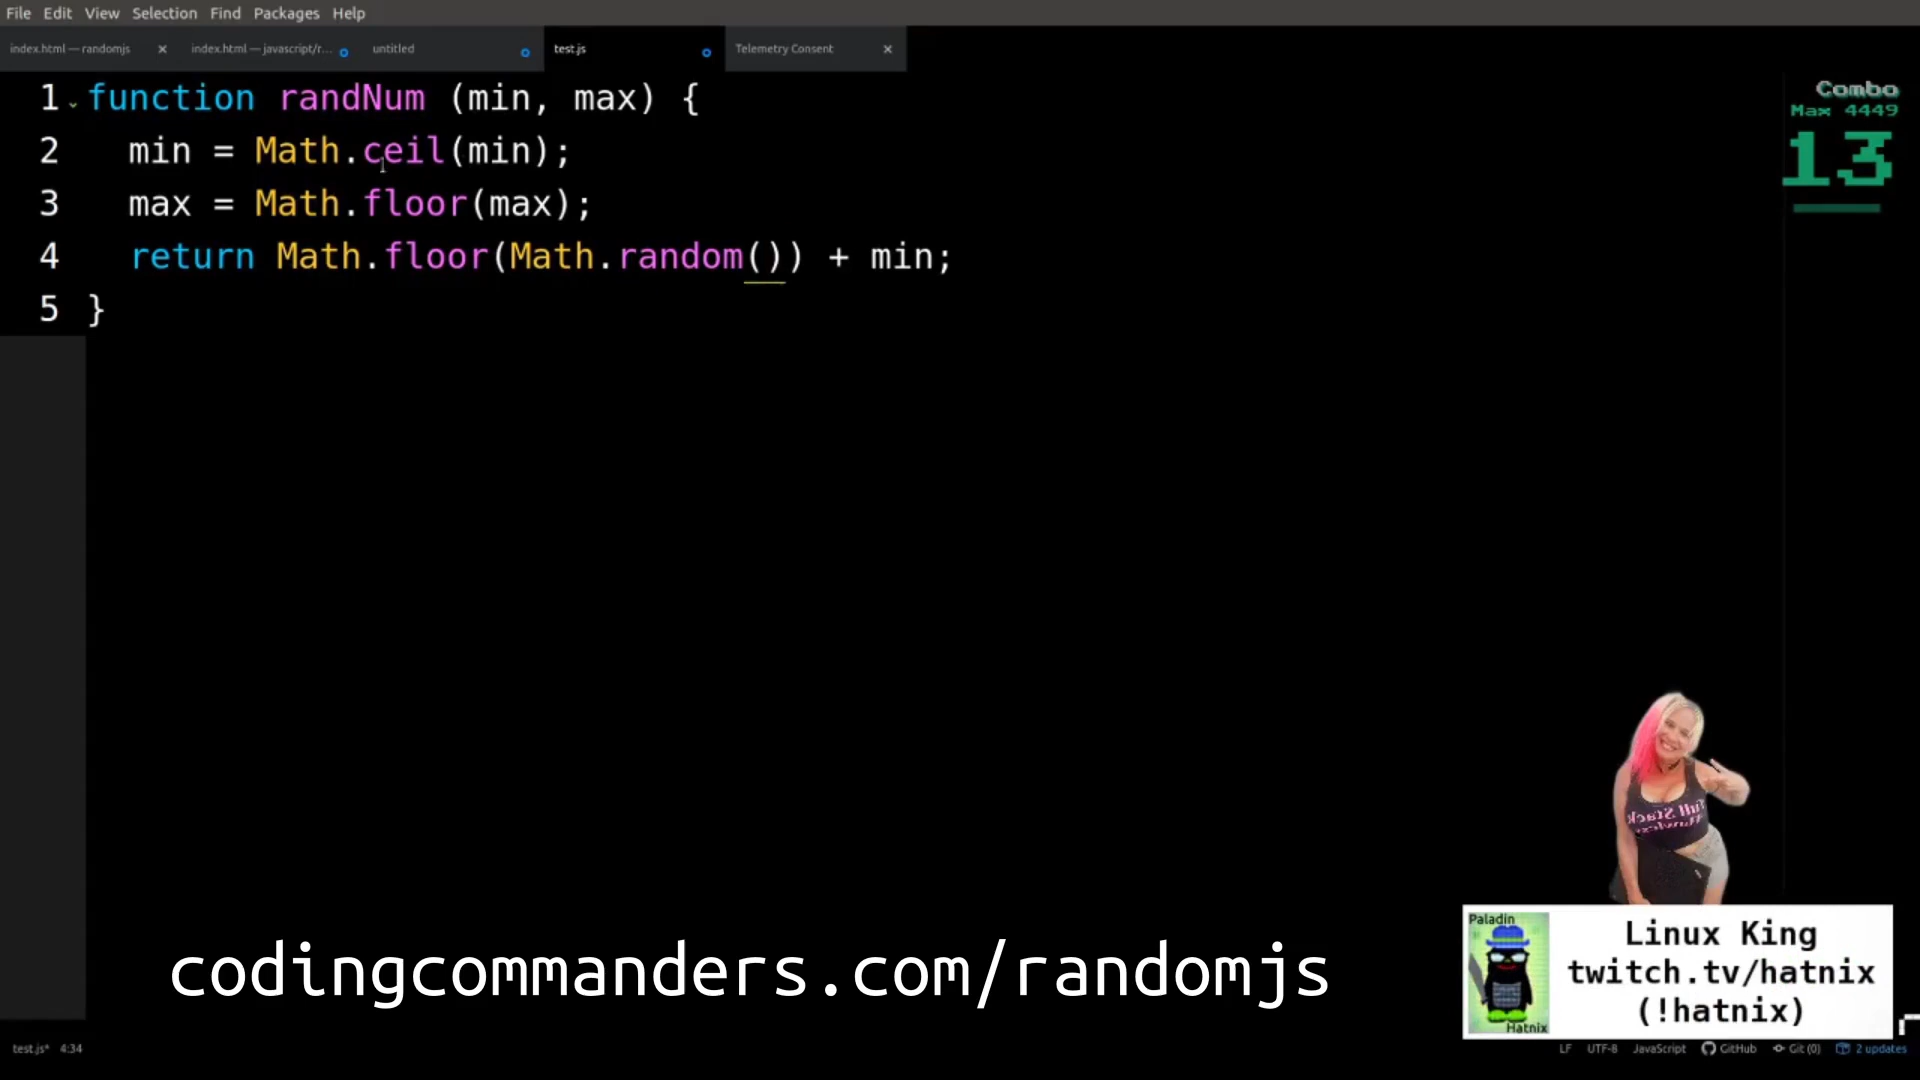 File Edit View Selection Find Packages Help
index.html — randomjs
index.html — javascript/r...
untitled
test.js
Telemetry Consent
1 function randNum (min, max) {
2 min = Math.ceil(min);
3 max = Math.floor(max);
4 return Math.floor(Math.random()) + min;
5 }
Combo
Max 4449
13
Full Stack
codingcommanders.com/randomjs
Paladin
Hatnix
Linux King
twitch.tv/hatnix
(!hatnix)
test.js* 4:34
LF UTF-8 JavaScript GitHub Git (0) 2 updates